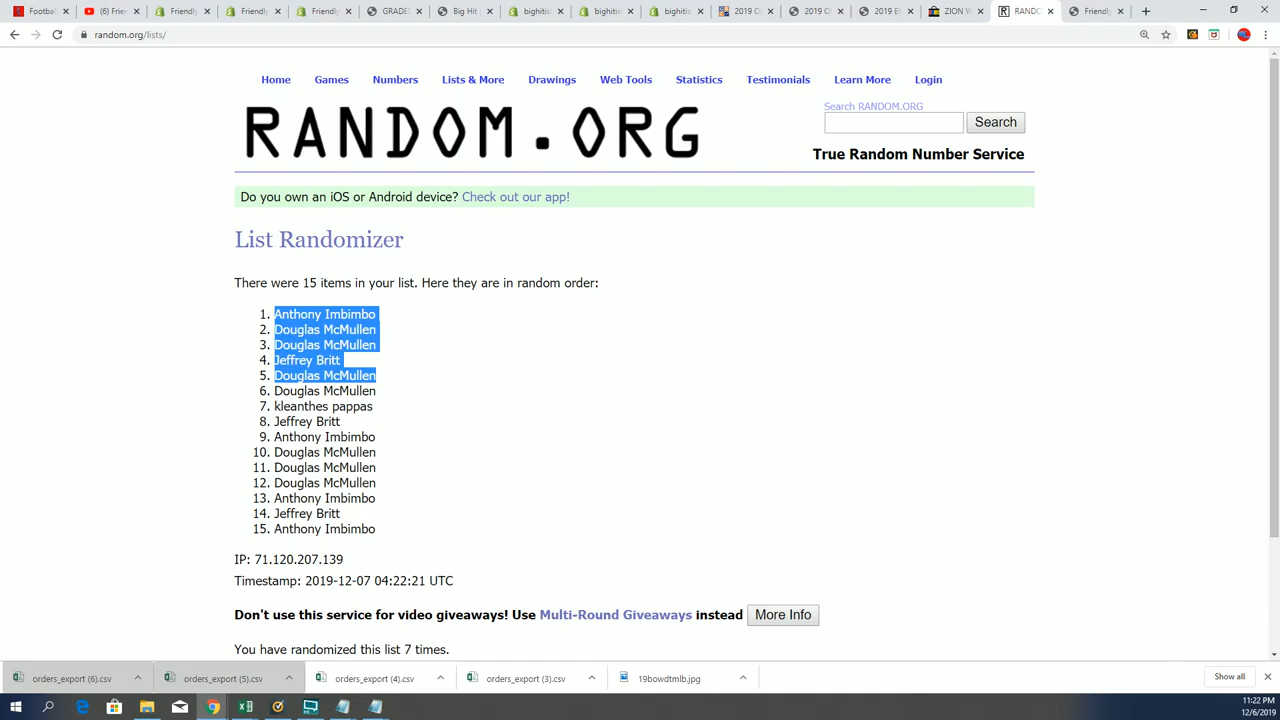 Footba
(6) Frie
Friendly
Friendly
Friendly
GRADE
Big Hit
bighitis
bighitis
bighitis
2019 O
2019 O
2019 E
ZION W
RANDO
Friendly
random.org/lists/
Home Games Numbers Lists & More Drawings Web Tools Statistics Testimonials Learn More Login
RANDOM.ORG
Search RANDOM.ORG
Search
True Random Number Service
Do you own an iOS or Android device? Check out our app!
List Randomizer
There were 15 items in your list. Here they are in random order:
1. Anthony Imbimbo
2. Douglas McMullen
3. Douglas McMullen
4. Jeffrey Britt
5. Douglas McMullen
6. Douglas McMullen
7. kleanthes pappas
8. Jeffrey Britt
9. Anthony Imbimbo
10. Douglas McMullen
11. Douglas McMullen
12. Douglas McMullen
13. Anthony Imbimbo
14. Jeffrey Britt
15. Anthony Imbimbo
IP: 71.120.207.139
Timestamp: 2019-12-07 04:22:21 UTC
Don't use this service for video giveaways! Use Multi-Round Giveaways instead More Info
You have randomized this list 7 times.
orders_export (6).csv
orders_export (5).csv
orders_export (4).csv
orders_export (3).csv
19bowdtmlb.jpg
Show all
11:22 PM
12/6/2019